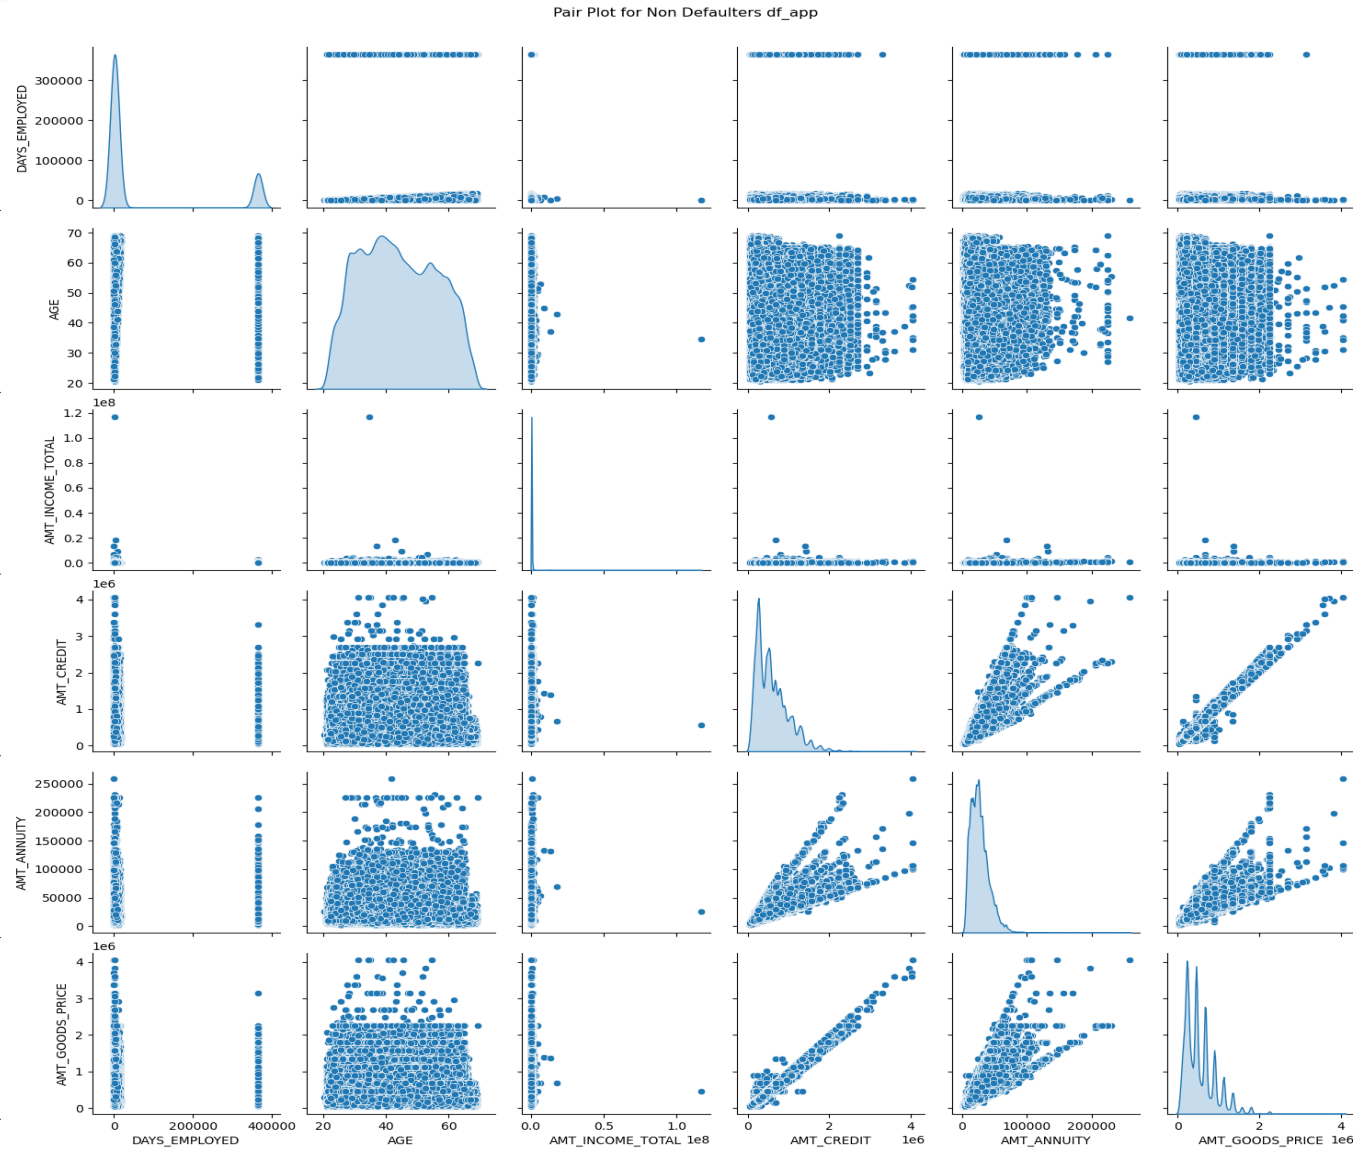 Pair Plot for Non Defaulters df_app
DAYS_EMPLOYED
300000
200000
100000
0
AGE
70
60
50
40
30
20
1e8
AMT_INCOME_TOTAL
1.2
1.0
0.8
0.6
0.4
0.2
0.0
1e6
AMT_CREDIT
4
3
2
1
0
AMT_ANNUITY
250000
200000
150000
100000
50000
0
1e6
AMT_GOODS_PRICE
4
3
2
1
0
0 200000 400000 20 40 60 0.0 0.5 1.0 0 2 4 0 100000 200000 0 2 4
DAYS_EMPLOYED AGE AMT_INCOME_TOTAL 1e8 AMT_CREDIT 1e6 AMT_ANNUITY AMT_GOODS_PRICE 1e6